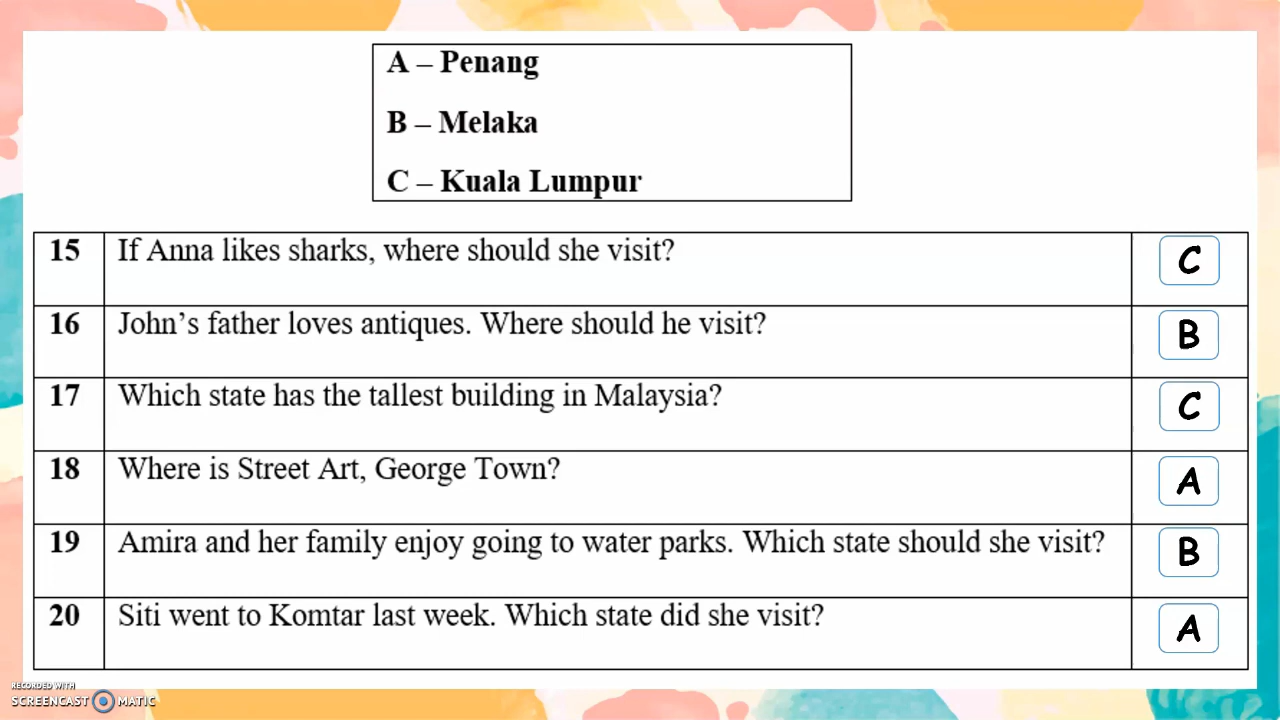 A – Penang
B – Melaka
C – Kuala Lumpur
15 If Anna likes sharks, where should she visit? C
16 John’s father loves antiques. Where should he visit? B
17 Which state has the tallest building in Malaysia? C
18 Where is Street Art, George Town? A
19 Amira and her family enjoy going to water parks. Which state should she visit? B
20 Siti went to Komtar last week. Which state did she visit? A
RECORDED WITH
SCREENCAST MATIC